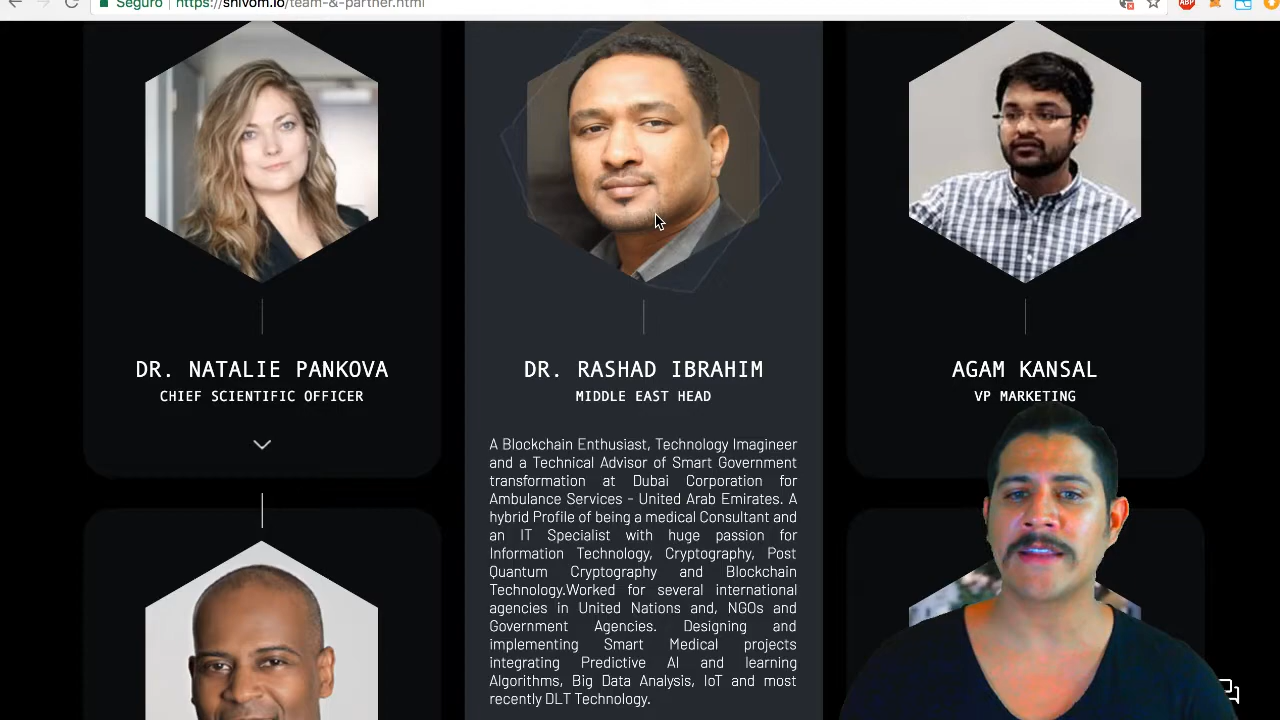 Seguro
https://shivom.io/team-&-partner.html
ABP
DR. NATALIE PANKOVA
CHIEF SCIENTIFIC OFFICER
DR. RASHAD IBRAHIM
MIDDLE EAST HEAD
A Blockchain Enthusiast, Technology Imagineer
and a Technical Advisor of Smart Government
transformation at Dubai Corporation for
Ambulance Services - United Arab Emirates. A
hybrid Profile of being a medical Consultant and
an IT Specialist with huge passion for
Information Technology, Cryptography, Post
Quantum Cryptography and Blockchain
Technology.Worked for several international
agencies in United Nations and, NGOs and
Government Agencies. Designing and
implementing Smart Medical projects
integrating Predictive AI and learning
Algorithms, Big Data Analysis, IoT and most
recently DLT Technology.
AGAM KANSAL
VP MARKETING